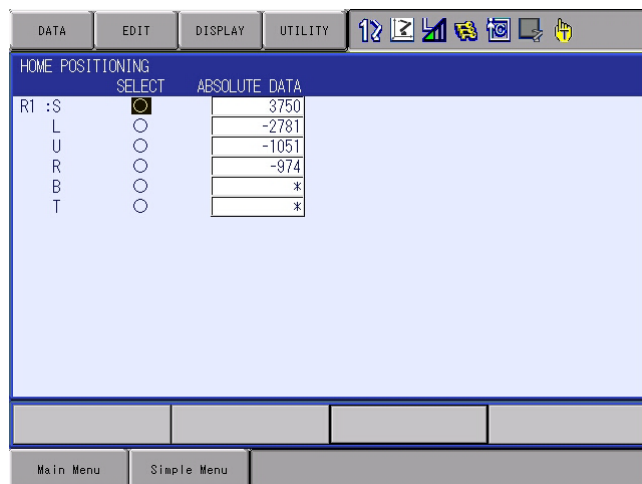 DATA EDIT DISPLAY UTILITY
HOME POSITIONING
SELECT ABSOLUTE DATA
R1 :S 3750
L -2781
U -1051
R -974
B *
T *
Main Menu Simple Menu